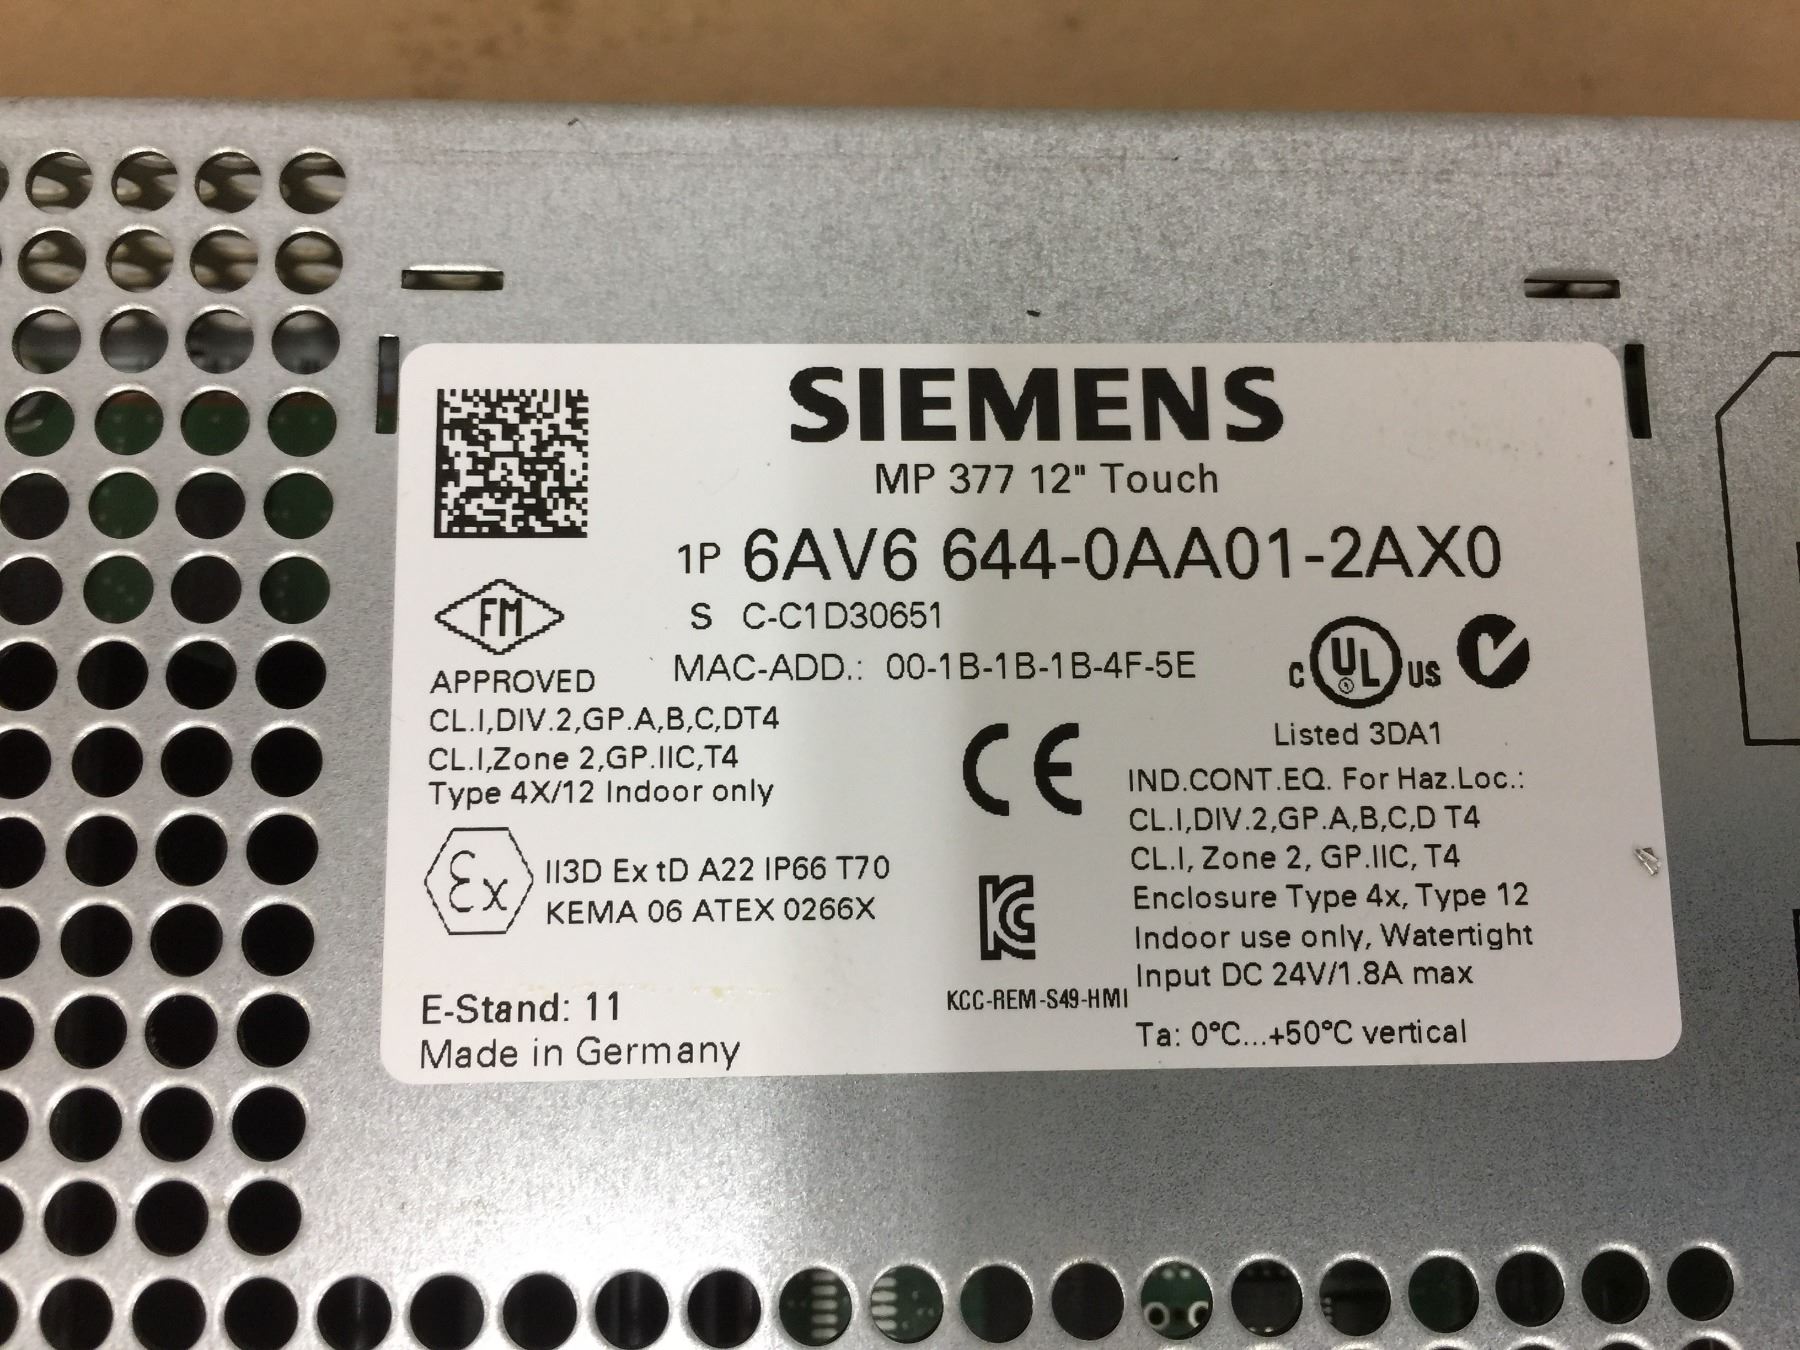 SIEMENS
MP 377 12" Touch
1P 6AV6 644-0AA01-2AX0
S C-C1D30651
MAC-ADD.: 00-1B-1B-1B-4F-5E
FM
APPROVED
CL.I,DIV.2,GP.A,B,C,DT4
CL.I,Zone 2,GP.IIC,T4
Type 4X/12 Indoor only
C UL US
Listed 3DA1
IND.CONT.EQ. For Haz.Loc.:
CL.I,DIV.2,GP.A,B,C,D T4
CL.I, Zone 2, GP.IIC, T4
Enclosure Type 4x, Type 12
Indoor use only, Watertight
Input DC 24V/1.8A max
Ta: 0°C...+50°C vertical
CE
Ex II3D Ex tD A22 IP66 T70
KEMA 06 ATEX 0266X
KC
KCC-REM-S49-HMI
E-Stand: 11
Made in Germany